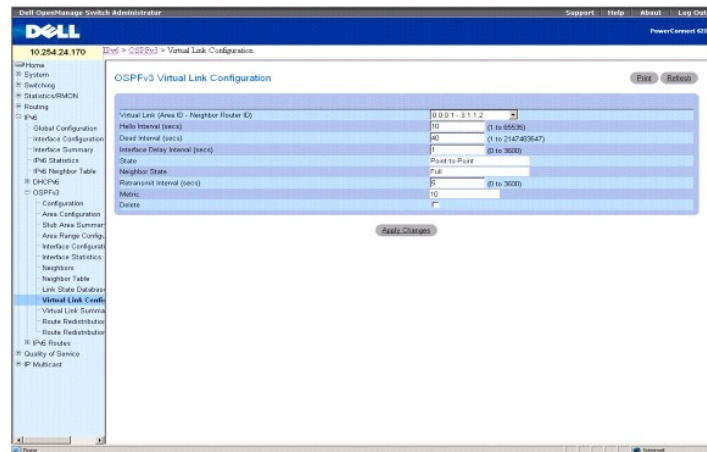 Dell OpenManage Switch Administrator
Support Help About Log Out
DELL
PowerConnect 622
10.254.24.170
IPv6 > OSPFv3 > Virtual Link Configuration
Home
System
Switching
Statistics/RMON
Routing
IPv6
Global Configuration
Interface Configuration
Interface Summary
IPv6 Statistics
IPv6 Neighbor Table
DHCPv6
OSPFv3
Configuration
Area Configuration
Stub Area Summar
Area Range Configu
Interface Configurati
Interface Statistics
Neighbors
Neighbor Table
Link State Databas
Virtual Link Confi
Virtual Link Summa
Route Redistributio
Route Redistributio
IPv6 Routes
Quality of Service
IP Multicast
OSPFv3 Virtual Link Configuration
Print Refresh
Virtual Link (Area ID - Neighbor Router ID) 0.0.0.1 - 3.1.1.2
Hello Interval (secs) 10 (1 to 65535)
Dead Interval (secs) 40 (1 to 2147483647)
Interface Delay Interval (secs) 1 (0 to 3600)
State Point-to-Point
Neighbor State Full
Retransmit Interval (secs) 5 (0 to 3600)
Metric 10
Delete
Apply Changes
Done
Internet